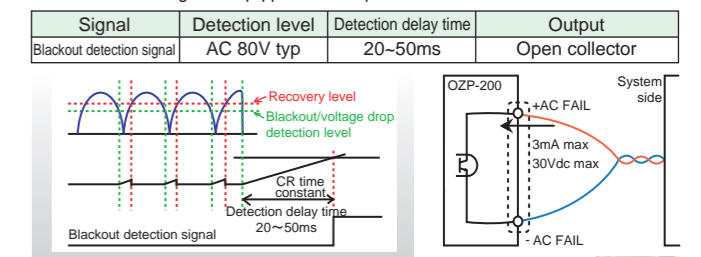 Signal Detection level Detection delay time Output
Blackout detection signal AC 80V typ 20~50ms Open collector
Recovery level
Blackout/voltage drop
detection level
CR time
constant
Detection delay time
20〜50ms
Blackout detection signal
OZP-200
System
side
+AC FAIL
3mA max
30Vdc max
- AC FAIL